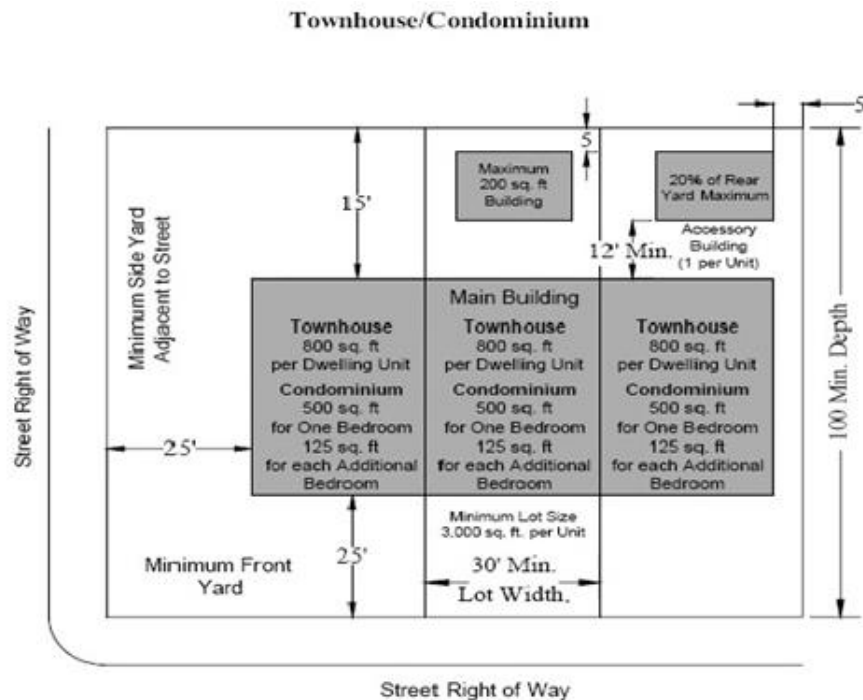 Townhouse/Condominium
5
5
Maximum
200 sq. ft
Building
20% of Rear
Yard Maximum
15'
Accessory
Building
(1 per Unit)
12' Min.
Minimum Side Yard
Adjacent to Street
Main Building
Townhouse
800 sq. ft
per Dwelling Unit
Condominium
500 sq. ft
for One Bedroom
125 sq. ft
for each Additional
Bedroom
Townhouse
800 sq. ft
per Dwelling Unit
Condominium
500 sq. ft
for One Bedroom
125 sq. ft
for each Additional
Bedroom
Townhouse
800 sq. ft
per Dwelling Unit
Condominium
500 sq. ft
for One Bedroom
125 sq. ft
for each Additional
Bedroom
100 Min. Depth
Street Right of Way
25'
Minimum Lot Size
3,000 sq. ft. per Unit
25'
30' Min.
Lot Width.
Minimum Front
Yard
Street Right of Way